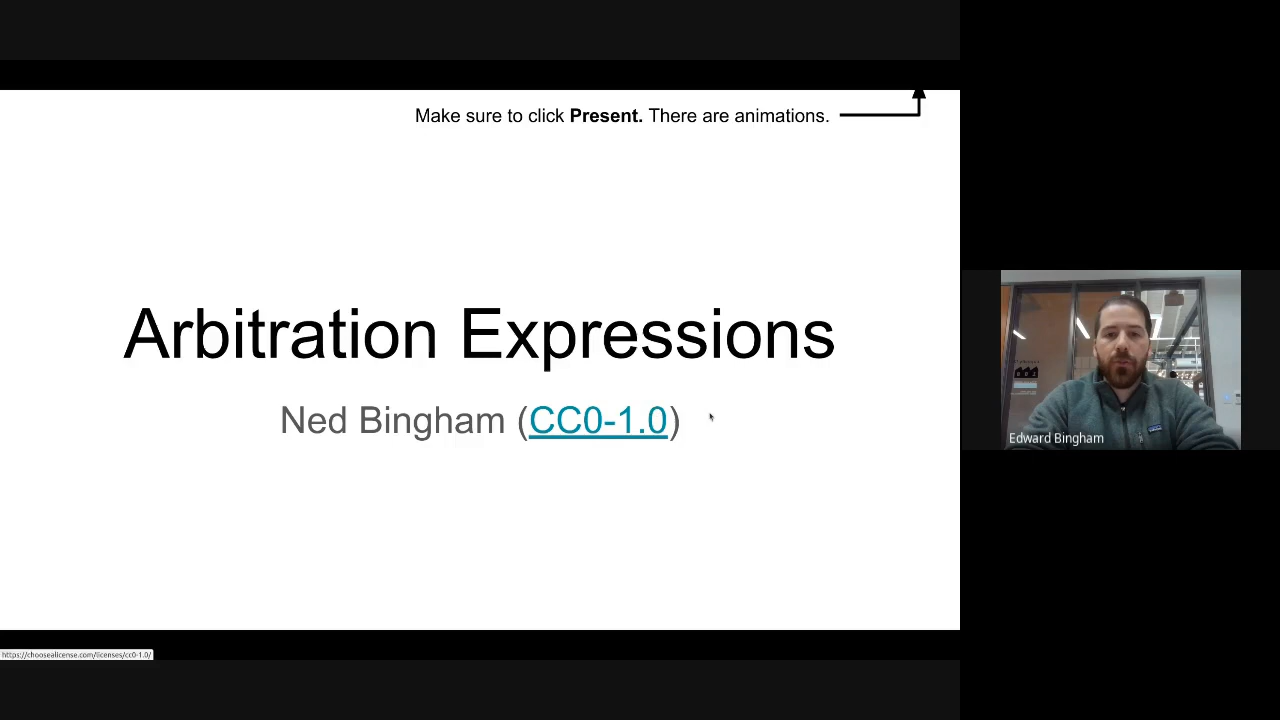 Make sure to click Present. There are animations.
Arbitration Expressions
Ned Bingham (CC0-1.0)
Edward Bingham
https://choosealicense.com/licenses/cc0-1.0/